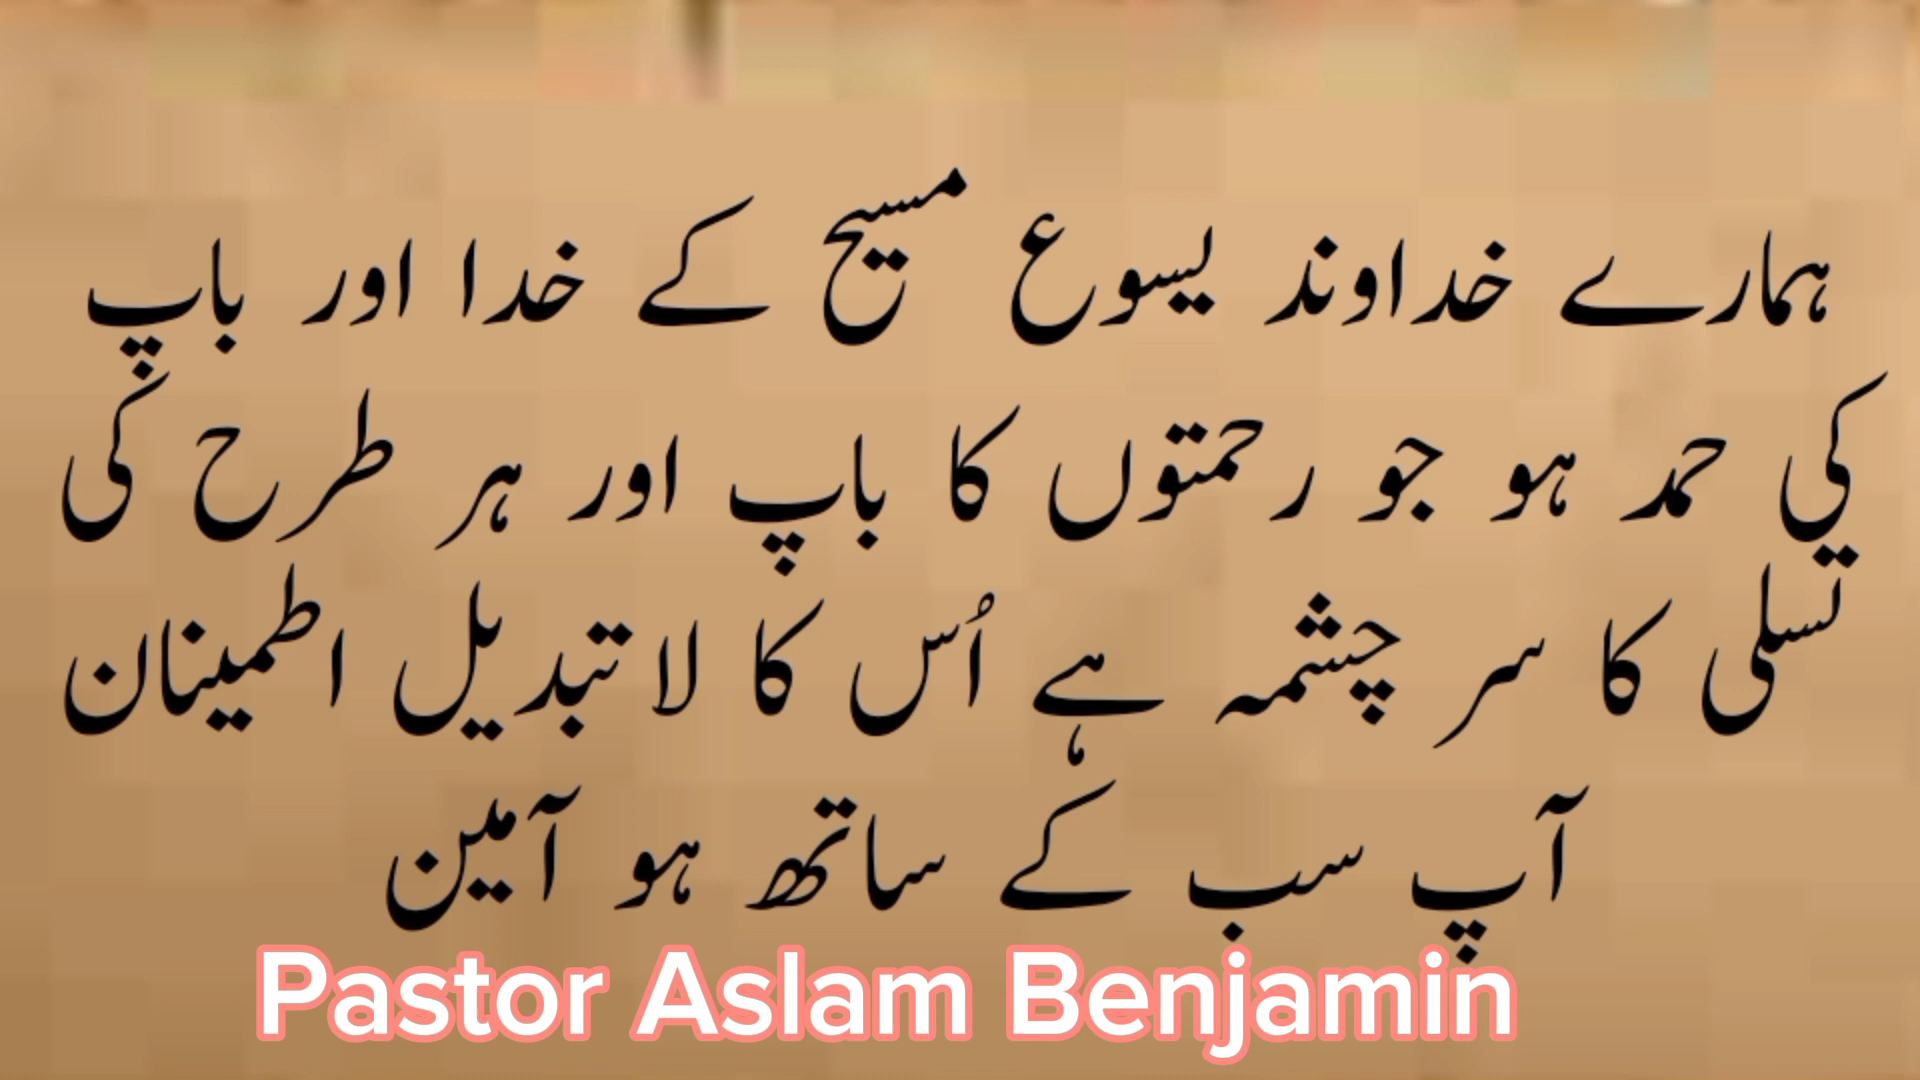 ہمارے خداوند یسوع مسیح کے خدا اور باپ
کی حمد ہو جو رحمتوں کا باپ اور ہر طرح کی
تسلی کا سر چشمہ ہے اُس کا لاتبدیل اطمینان
آپ سب کے ساتھ ہو آمین
Pastor Aslam Benjamin